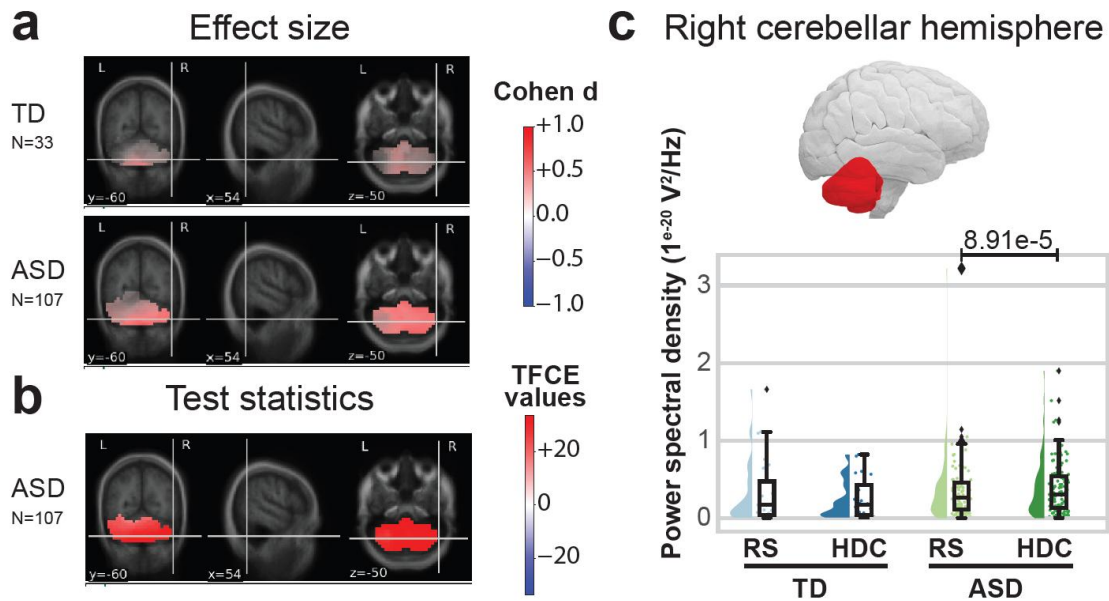 a Effect size
L R L R
TD
N=33
y=-60 x=54 z=-50
Cohen d
+1.0
+0.5
0.0
−0.5
−1.0
L R L R
ASD
N=107
y=-60 x=54 z=-50
b Test statistics
L R L R
ASD
N=107
y=-60 x=54 z=-50
TFCE
values
+20
0
−20
c Right cerebellar hemisphere
Power spectral density (1e-20 V2/Hz)
8.91e-5
3
2
1
0
RS HDC RS HDC
TD ASD